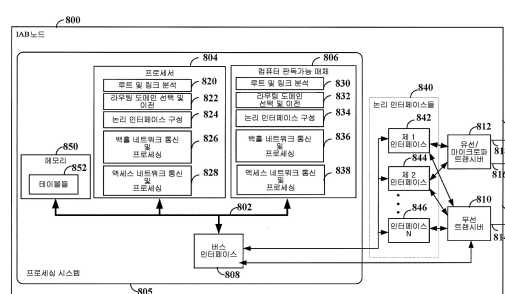 800
IAB노드
804
프로세서
루트 및 링크 분석
820
라우팅 도메인 선택 및
이전
822
논리 인터페이스 구성
824
백홀 네트워크 통신
및
프로세싱
826
액세스 네트워크 통신
및
프로세싱
828
806
컴퓨터 판독가능 매체
루트 및 링크 분석
830
라우팅 도메인
선택 및 이전
832
논리 인터페이스 구성
834
백홀 네트워크 통신
및
프로세싱
836
액세스 네트워크 통신
및
프로세싱
838
850
메모리
852
테이블들
802
버스
인터페이스
808
프로세싱 시스템
805
840
논리 인터페이스들
842
제 1
인터페이스
844
제 2
인터페이스
846
인터페이스
N
812
유선/
마이크로파
트랜시버
810
무선
트랜시버